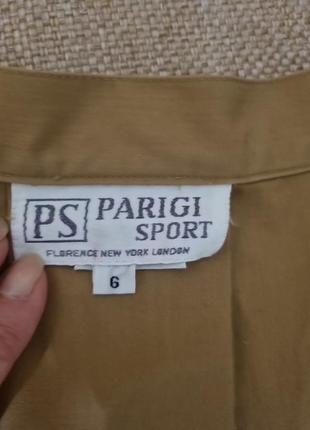 PS PARIGI
SPORT
FLORENCE NEW YORK LONDON
6